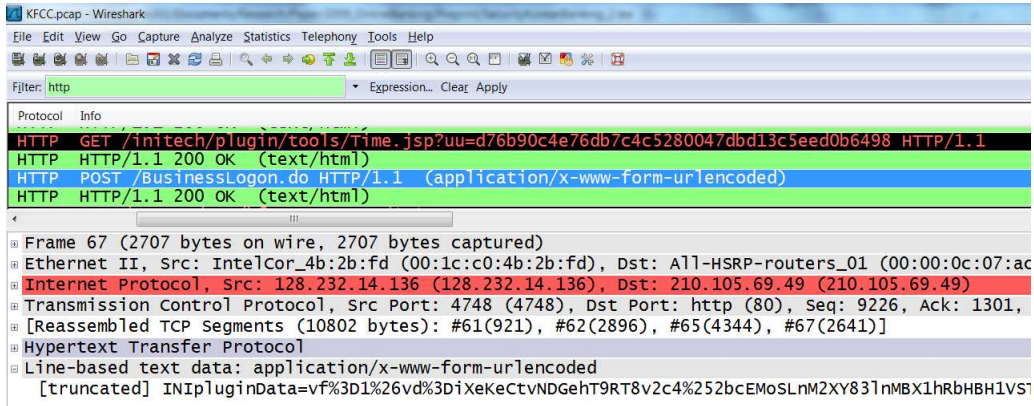 KFCC.pcap - Wireshark
File Edit View Go Capture Analyze Statistics Telephony Tools Help
Filter: http Expression... Clear Apply
Protocol Info
HTTP GET /initech/plugin/tools/Time.jsp?uu=d76b90c4e76db7c4c5280047dbd13c5eed0b6498 HTTP/1.1
HTTP HTTP/1.1 200 OK (text/html)
HTTP POST /BusinessLogon.do HTTP/1.1 (application/x-www-form-urlencoded)
HTTP HTTP/1.1 200 OK (text/html)
Frame 67 (2707 bytes on wire, 2707 bytes captured)
Ethernet II, Src: IntelCor_4b:2b:fd (00:1c:c0:4b:2b:fd), Dst: All-HSRP-routers_01 (00:00:0c:07:ac
Internet Protocol, Src: 128.232.14.136 (128.232.14.136), Dst: 210.105.69.49 (210.105.69.49)
Transmission Control Protocol, Src Port: 4748 (4748), Dst Port: http (80), Seq: 9226, Ack: 1301,
[Reassembled TCP Segments (10802 bytes): #61(921), #62(2896), #65(4344), #67(2641)]
Hypertext Transfer Protocol
Line-based text data: application/x-www-form-urlencoded
[truncated] INIpluginData=vf%3D1%26vd%3DiXeKeCtvNDGehT9RT8v2c4%252bcEMoSLnM2XY83lnMBX1hRbHBH1VST